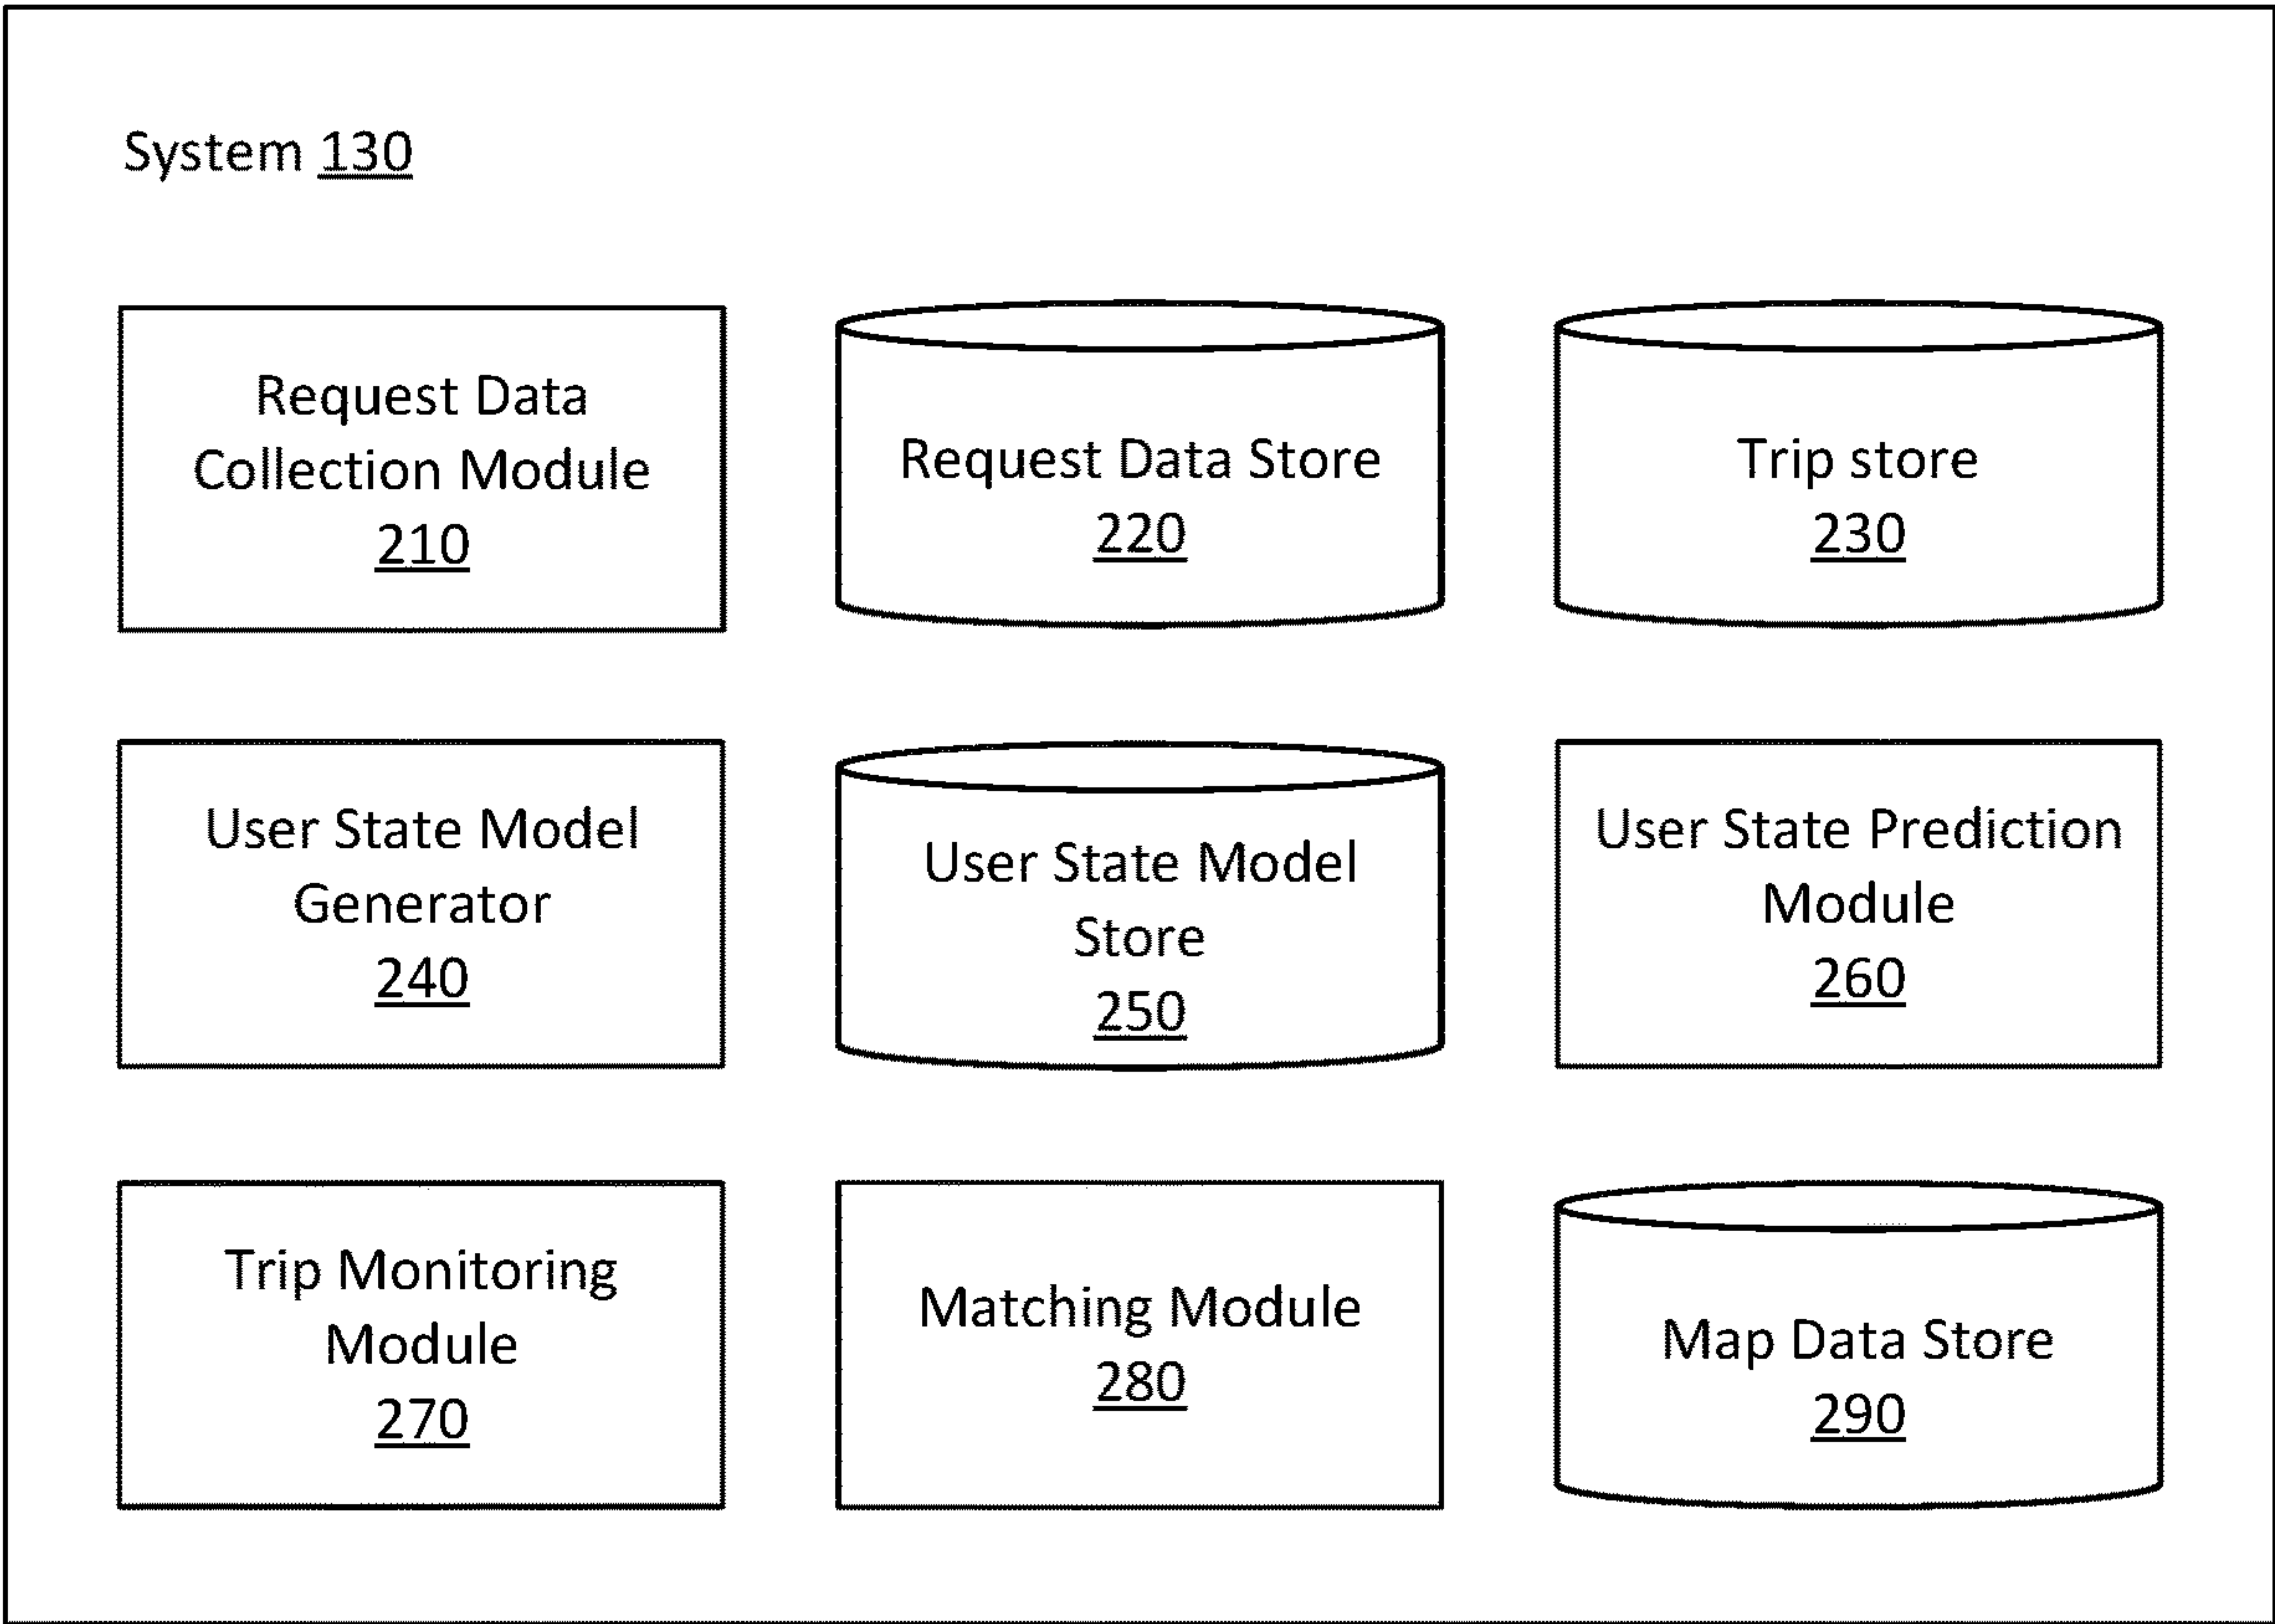 System 130
Request Data
Collection Module
210
Request Data Store
220
Trip store
230
User State Model
Generator
240
User State Model
Store
250
User State Prediction
Module
260
Trip Monitoring
Module
270
Matching Module
280
Map Data Store
290